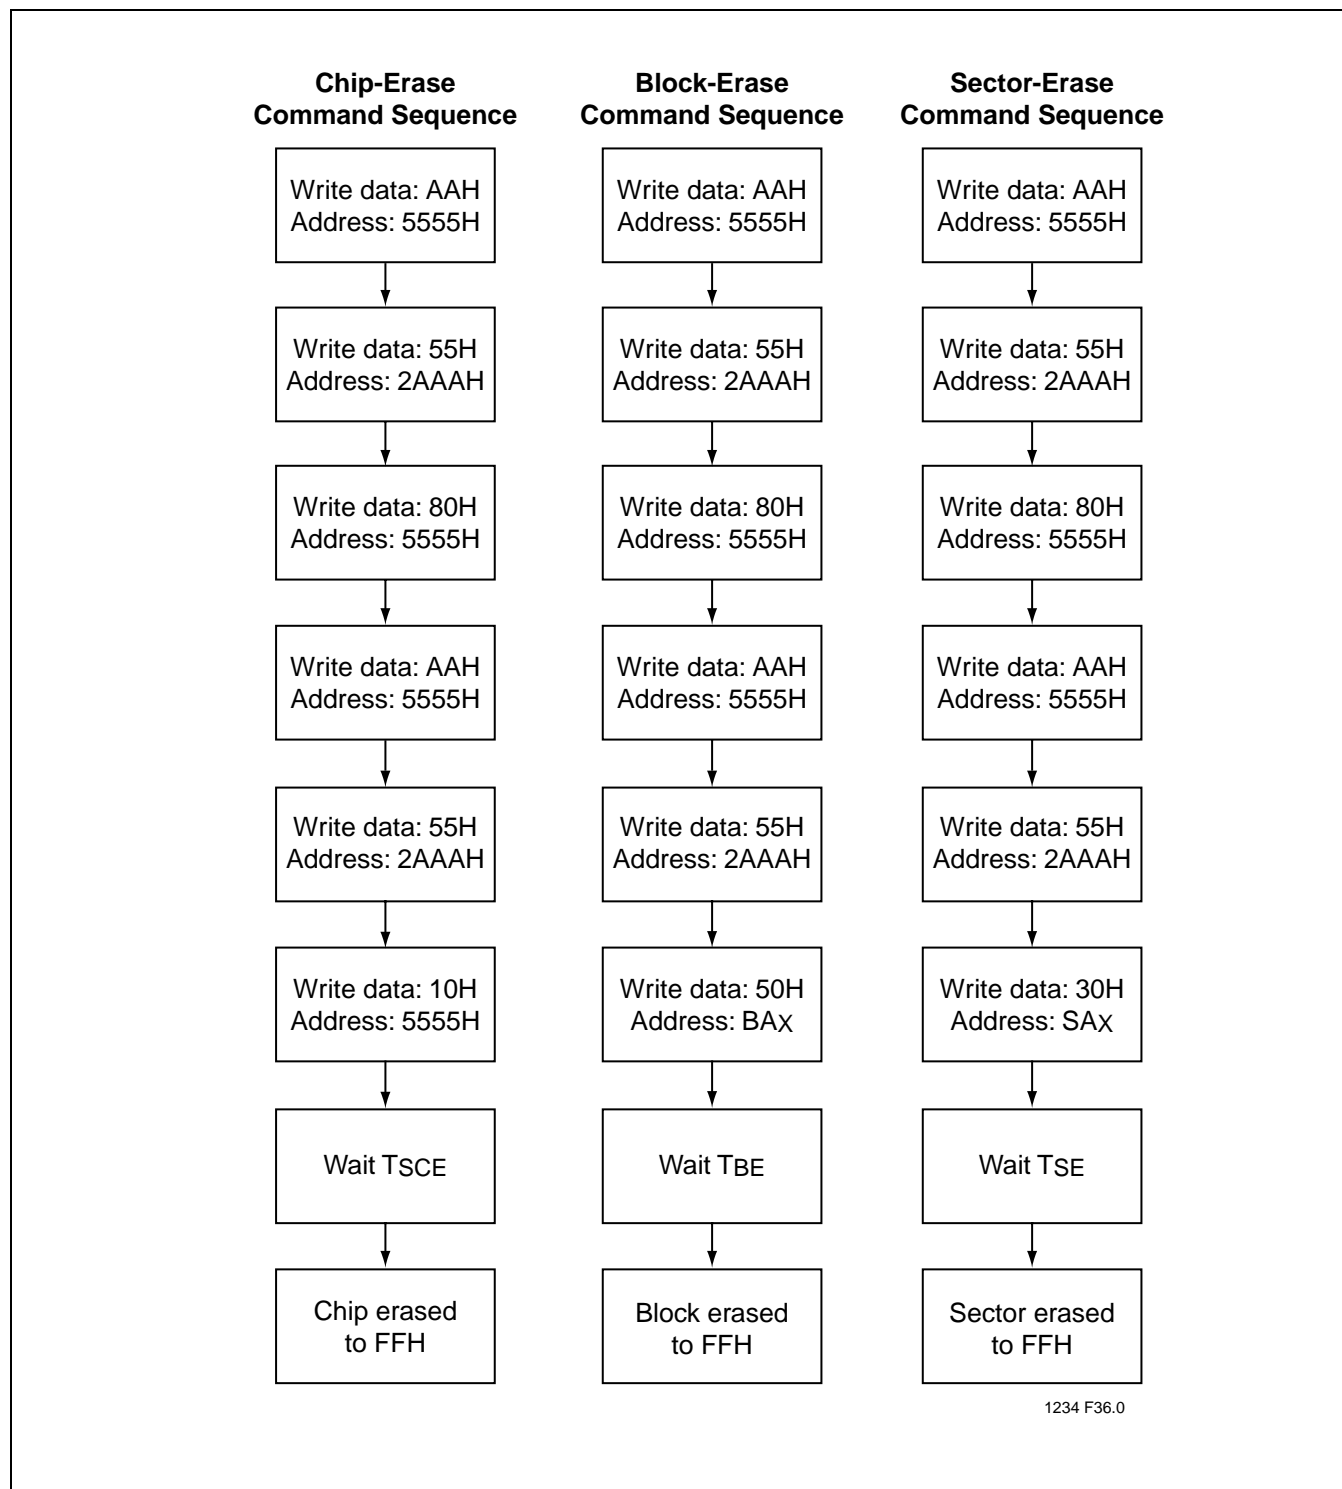 Chip-Erase
Command Sequence
Write data: AAH
Address: 5555H
Write data: 55H
Address: 2AAAH
Write data: 80H
Address: 5555H
Write data: AAH
Address: 5555H
Write data: 55H
Address: 2AAAH
Write data: 10H
Address: 5555H
Wait TSCE
Chip erased
to FFH
Block-Erase
Command Sequence
Write data: AAH
Address: 5555H
Write data: 55H
Address: 2AAAH
Write data: 80H
Address: 5555H
Write data: AAH
Address: 5555H
Write data: 55H
Address: 2AAAH
Write data: 50H
Address: BAX
Wait TBE
Block erased
to FFH
Sector-Erase
Command Sequence
Write data: AAH
Address: 5555H
Write data: 55H
Address: 2AAAH
Write data: 80H
Address: 5555H
Write data: AAH
Address: 5555H
Write data: 55H
Address: 2AAAH
Write data: 30H
Address: SAX
Wait TSE
Sector erased
to FFH
1234 F36.0